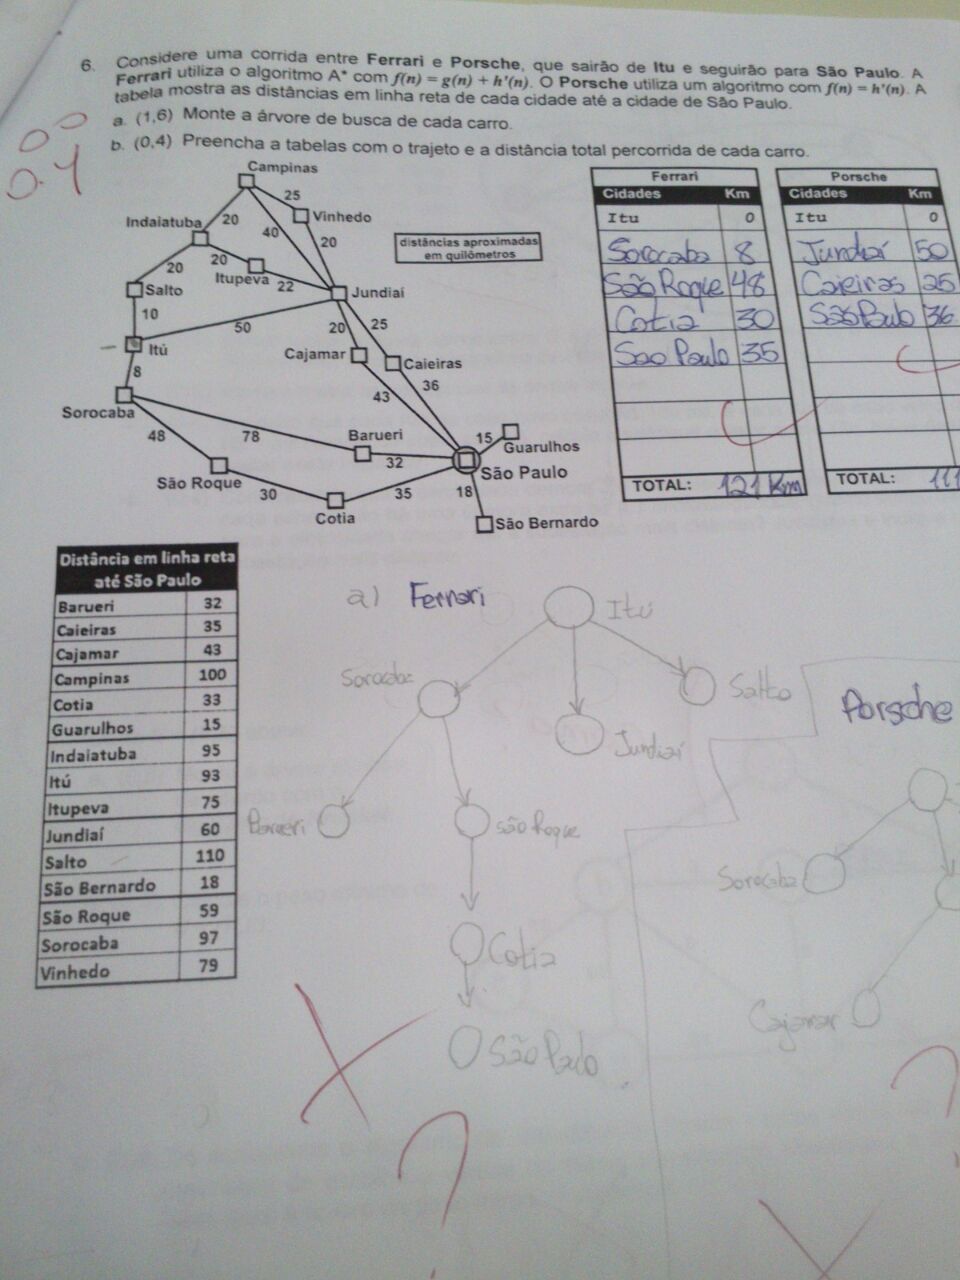 6. Considere uma corrida entre Ferrari e Porsche, que sairão de Itu e seguirão para São Paulo. A
Ferrari utiliza o algoritmo A* com f(n) = g(n) + h'(n). O Porsche utiliza um algoritmo com f(n) = h'(n). A
tabela mostra as distâncias em linha reta de cada cidade até a cidade de São Paulo.
a. (1,6) Monte a árvore de busca de cada carro.
b. (0,4) Preencha a tabelas com o trajeto e a distância total percorrida de cada carro.
0.4
Campinas
25
Vinhedo
Indaiatuba
20
40
20
distâncias aproximadas
em quilômetros
20
20
Itupeva
22
Salto
Jundiaí
10
50
20
25
Itú
Cajamar
Caieiras
8
36
43
Sorocaba
48
78
Barueri
32
15
Guarulhos
São Paulo
São Roque
30
35
18
Cotia
São Bernardo
Ferrari
Cidades Km
Itu 0
Sorocaba 8
São Roque 48
Cotia 30
Sao Paulo 35
TOTAL: 121 Km
Porsche
Cidades Km
Itu 0
Jundiaí 50
Caieiras 25
São Paulo 36
TOTAL: 111
Distância em linha reta
até São Paulo
Barueri 32
Caieiras 35
Cajamar 43
Campinas 100
Cotia 33
Guarulhos 15
Indaiatuba 95
Itú 93
Itupeva 75
Jundiaí 60
Salto 110
São Bernardo 18
São Roque 59
Sorocaba 97
Vinhedo 79
a) Ferrari
Itú
Sorocaba
Salto
Jundiaí
Barueri
São Roque
Cotia
São Paulo
?
Porsche
Sorocaba
Cajamar
?